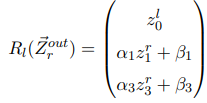 R_l(\vec{Z}_r^{out}) = \begin{pmatrix} z_0^l \\ \alpha_1 z_1^r + \beta_1 \\ \alpha_3 z_3^r + \beta_3 \end{pmatrix}